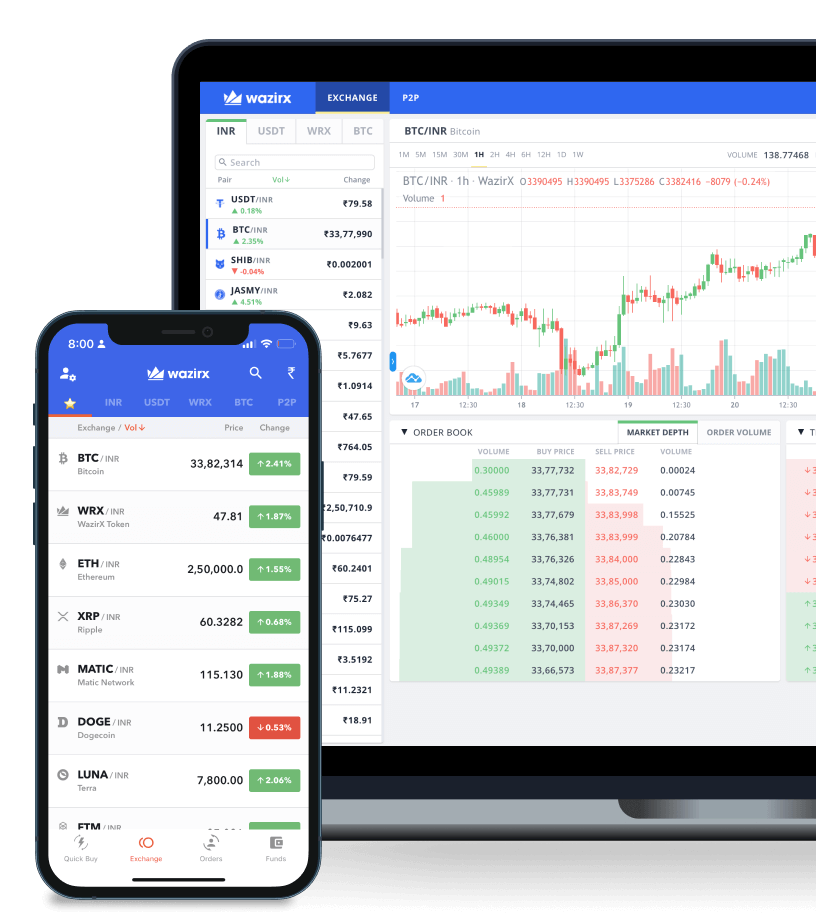 wazirx
EXCHANGE
P2P
INR
USDT
WRX
BTC
Search
Pair
Vol ↓
Change
USDT/INR
▲ 0.18%
₹79.58
BTC/INR
▲ 2.35%
₹33,77,990
SHIB/INR
▼ -0.04%
₹0.002001
JASMY/INR
▲ 4.51%
₹2.082
₹9.63
₹5.7677
₹1.0914
₹47.65
₹764.05
₹79.59
₹2,50,710.9
₹0.0076477
₹60.2401
₹75.27
₹115.099
₹3.5192
₹11.2321
₹18.91
BTC/INR Bitcoin
1M 5M 15M 30M 1H 2H 4H 6H 12H 1D 1W
VOLUME 138.77468
BTC/INR · 1h · WazirX O3390495 H3390495 L3375286 C3382416 −8079 (−0.24%)
Volume 1
17 12:30 18 12:30 19 12:30 20 12:30
▼ ORDER BOOK
MARKET DEPTH
ORDER VOLUME
▼
VOLUME BUY PRICE SELL PRICE VOLUME
0.30000 33,77,732 33,82,729 0.00024
0.45989 33,77,731 33,83,749 0.00745
0.45992 33,77,679 33,83,998 0.15525
0.46000 33,76,381 33,83,999 0.20784
0.48954 33,76,326 33,84,000 0.22843
0.49015 33,74,802 33,85,000 0.22984
0.49349 33,74,465 33,86,370 0.23030
0.49369 33,70,153 33,87,269 0.23172
0.49372 33,70,000 33,87,320 0.23174
0.49389 33,66,573 33,87,377 0.23217
8:00
wazirx
₹
INR USDT WRX BTC P2P
Exchange / Vol ↓ Price Change
BTC / INR
Bitcoin
33,82,314
↑ 2.41%
WRX / INR
WazirX Token
47.81
↑ 1.87%
ETH / INR
Ethereum
2,50,000.0
↑ 1.55%
XRP / INR
Ripple
60.3282
↑ 0.68%
MATIC / INR
Matic Network
115.130
↑ 1.88%
DOGE / INR
Dogecoin
11.2500
↓ 0.53%
LUNA / INR
Terra
7,800.00
↑ 2.06%
FTM / INR
Quick Buy
Exchange
Orders
Funds